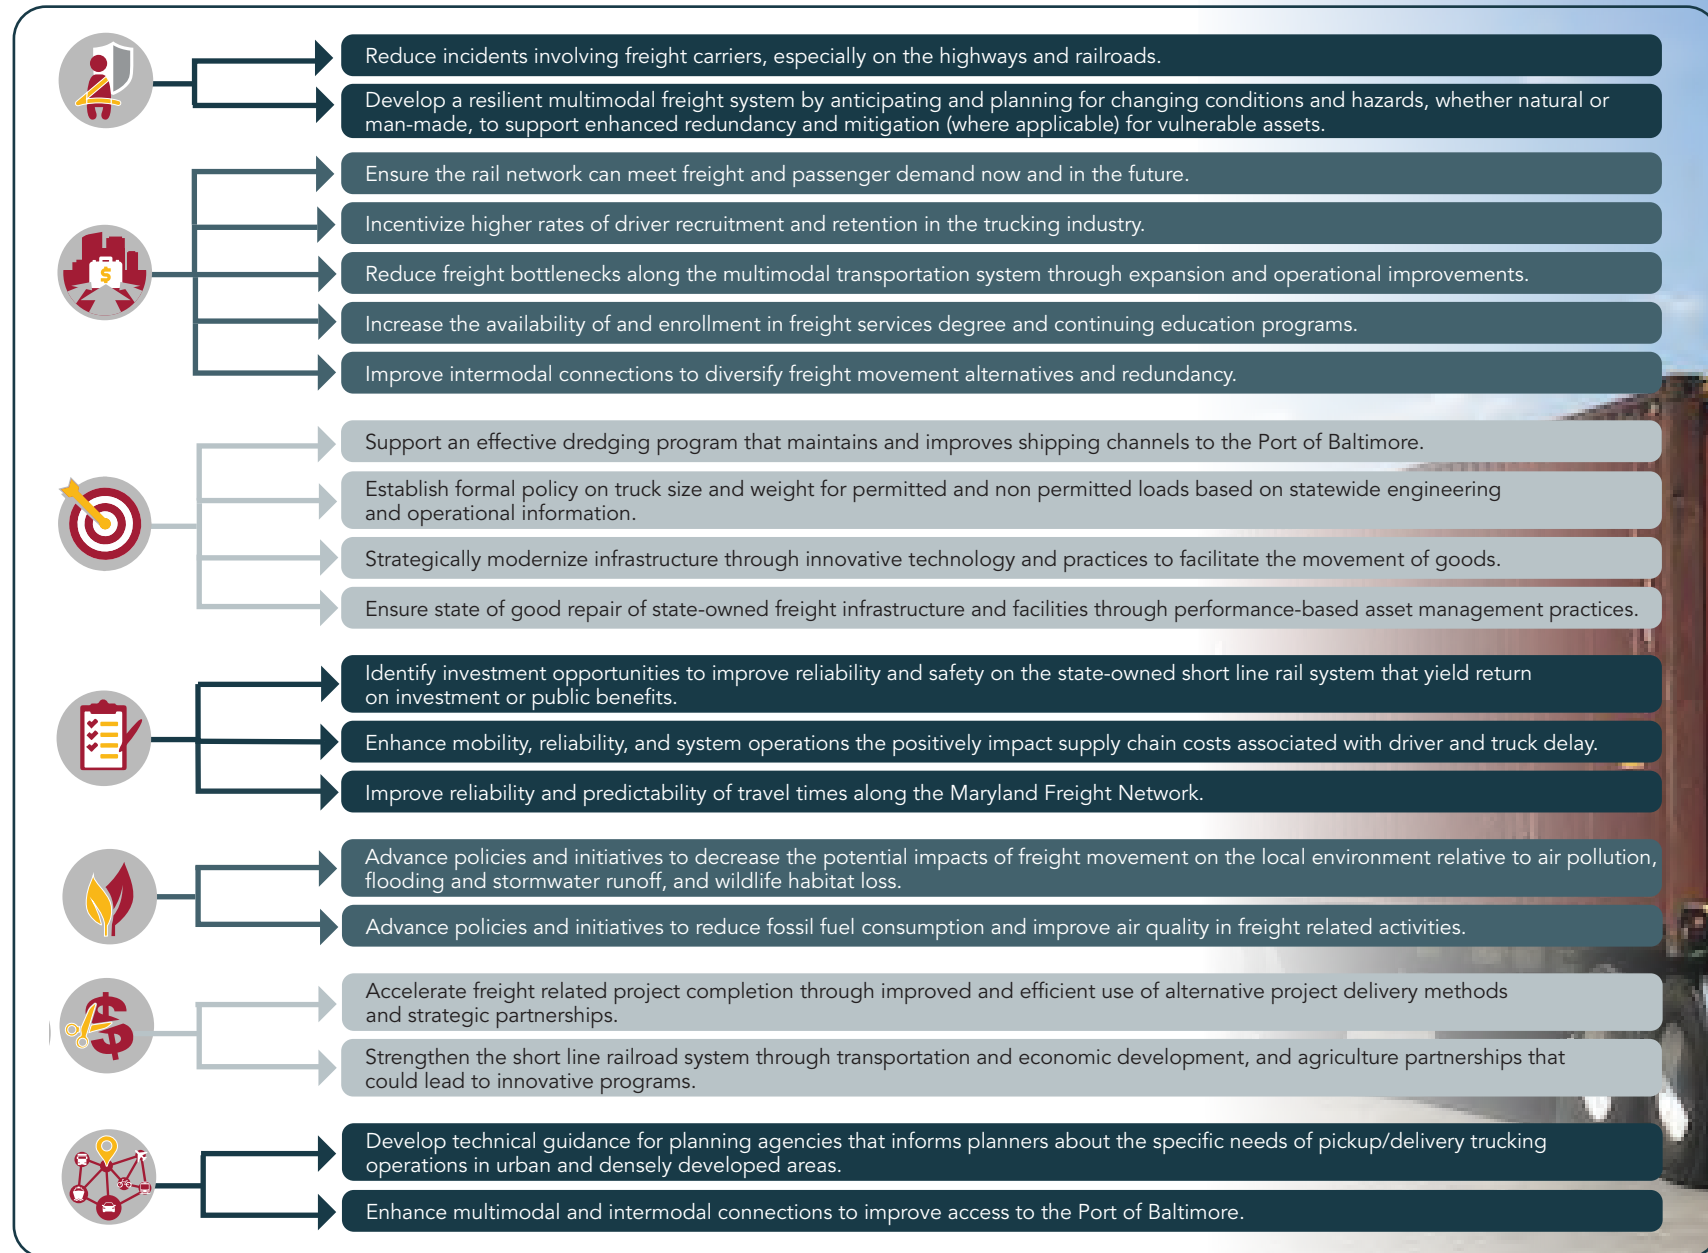 Reduce incidents involving freight carriers, especially on the highways and railroads.
Develop a resilient multimodal freight system by anticipating and planning for changing conditions and hazards, whether natural or
man-made, to support enhanced redundancy and mitigation (where applicable) for vulnerable assets.
Ensure the rail network can meet freight and passenger demand now and in the future.
Incentivize higher rates of driver recruitment and retention in the trucking industry.
$
Reduce freight bottlenecks along the multimodal transportation system through expansion and operational improvements.
Increase the availability of and enrollment in freight services degree and continuing education programs.
Improve intermodal connections to diversify freight movement alternatives and redundancy.
Support an effective dredging program that maintains and improves shipping channels to the Port of Baltimore.
Establish formal policy on truck size and weight for permitted and non permitted loads based on statewide engineering
and operational information.
Strategically modernize infrastructure through innovative technology and practices to facilitate the movement of goods.
Ensure state of good repair of state-owned freight infrastructure and facilities through performance-based asset management practices.
Identify investment opportunities to improve reliability and safety on the state-owned short line rail system that yield return
on investment or public benefits.
Enhance mobility, reliability, and system operations the positively impact supply chain costs associated with driver and truck delay.
Improve reliability and predictability of travel times along the Maryland Freight Network.
Advance policies and initiatives to decrease the potential impacts of freight movement on the local environment relative to air pollution,
flooding and stormwater runoff, and wildlife habitat loss.
Advance policies and initiatives to reduce fossil fuel consumption and improve air quality in freight related activities.
$
Accelerate freight related project completion through improved and efficient use of alternative project delivery methods
and strategic partnerships.
Strengthen the short line railroad system through transportation and economic development, and agriculture partnerships that
could lead to innovative programs.
Develop technical guidance for planning agencies that informs planners about the specific needs of pickup/delivery trucking
operations in urban and densely developed areas.
Enhance multimodal and intermodal connections to improve access to the Port of Baltimore.